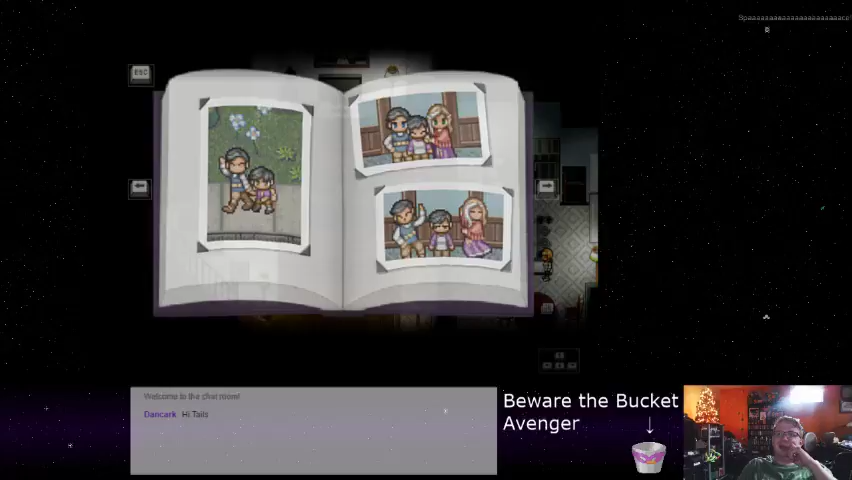 ESC
Welcome to the chat room!
Dancark Hi Tails
Beware the Bucket
Avenger